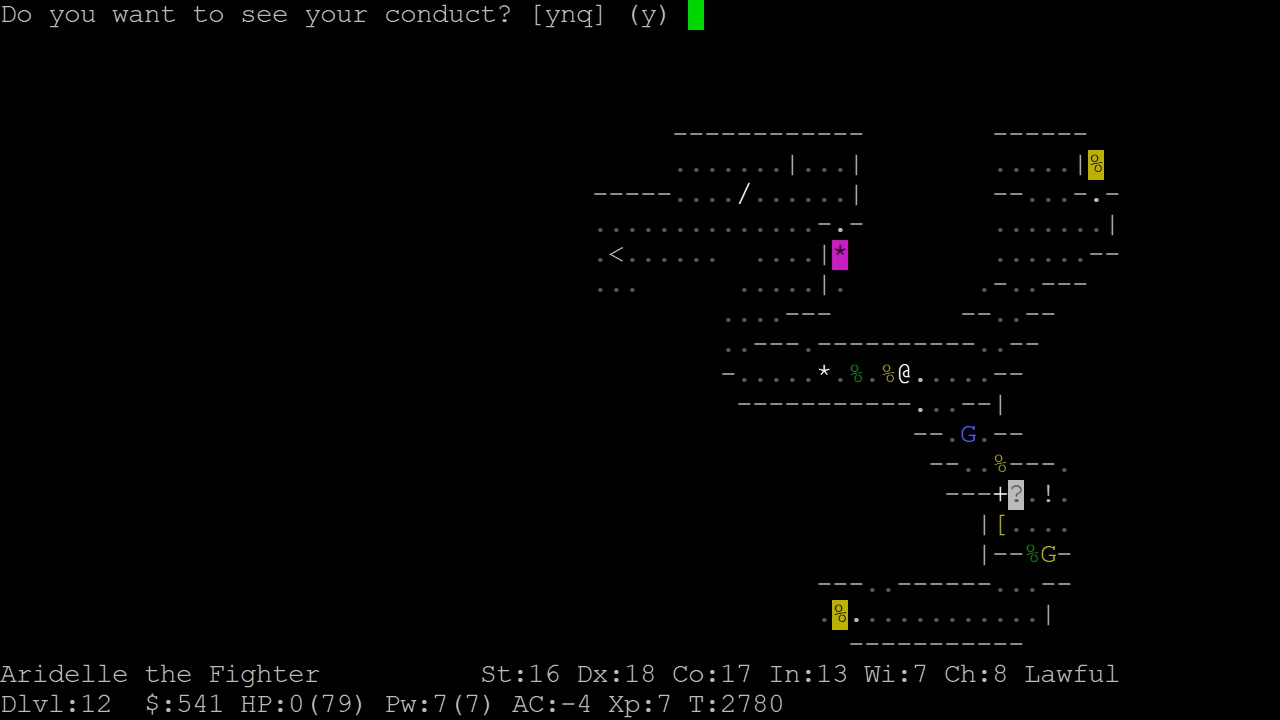 Do you want to see your conduct? [ynq] (y)
------------ ------
.......|...| .....|%
-----..../......| --...-.-
..............-.- .......|
.<...... ....|* ......--
... .....|. .-..---
....--- --..--
..---.----------..--
-.....*.%.%@.....--
-----------...--|
--.G.--
--..%---.
---+?.!.
|[....
|--%G-
---..------...--
.%............|
-----------
Aridelle the Fighter St:16 Dx:18 Co:17 In:13 Wi:7 Ch:8 Lawful
Dlvl:12 $:541 HP:0(79) Pw:7(7) AC:-4 Xp:7 T:2780